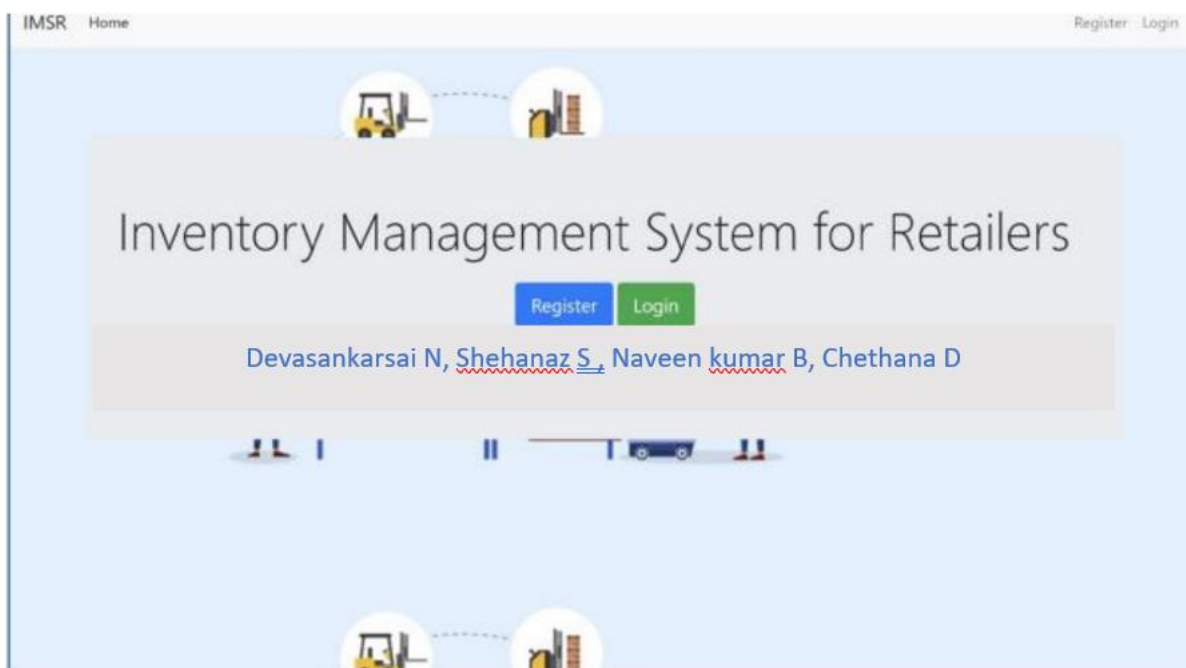 IMSR Home Register Login
Inventory Management System for Retailers
Register Login
Devasankarsai N, Shehanaz S , Naveen kumar B, Chethana D